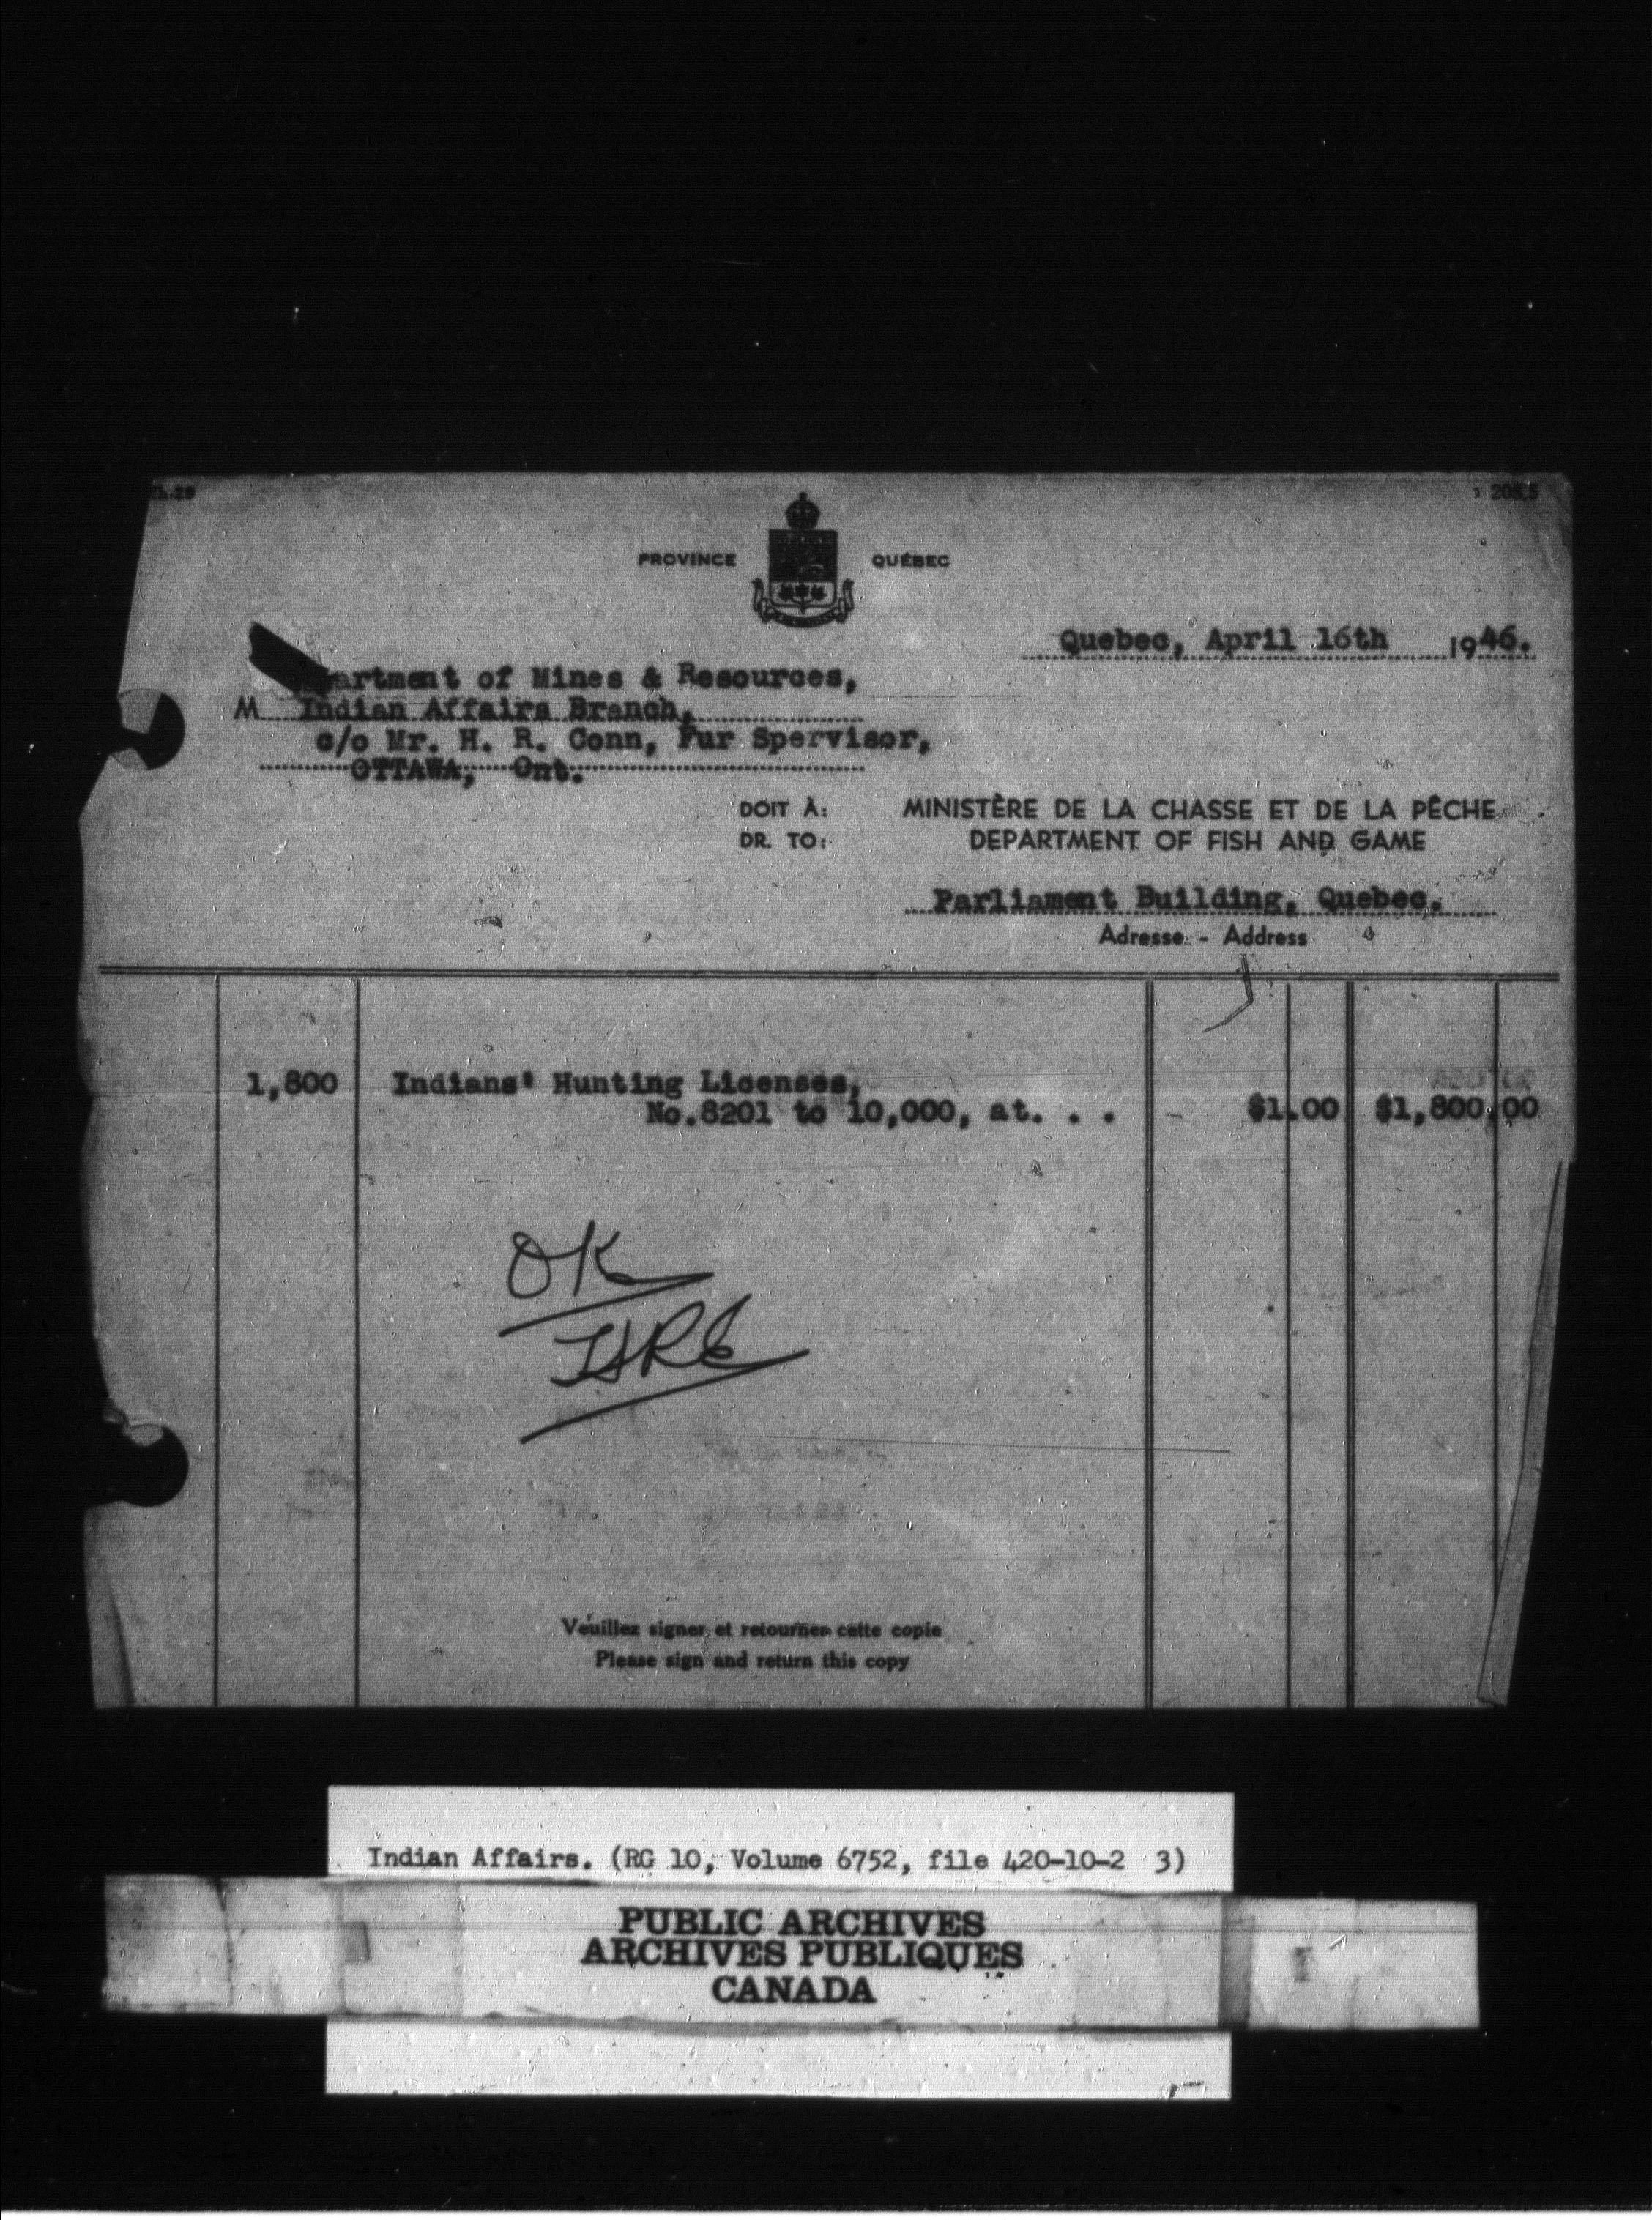 PROVINCE QUÉBEC
Quebec, April 16th 1946.
artment of Mines & Resources,
M Indian Affairs Branch,
c/o Mr. H. R. Conn, Fur Spervisor,
OTTAWA, Ont.
DOIT À: MINISTÈRE DE LA CHASSE ET DE LA PÊCHE
DR. TO: DEPARTMENT OF FISH AND GAME
Parliament Building, Quebec.
Adresse - Address
1,800 Indians' Hunting Licenses,
No.8201 to 10,000, at. . . $1.00 $1,800.00
OK
HRC
Veuillez signer et retourner cette copie
Please sign and return this copy
Indian Affairs. (RG 10, Volume 6752, file 420-10-2 3)
PUBLIC ARCHIVES
ARCHIVES PUBLIQUES
CANADA